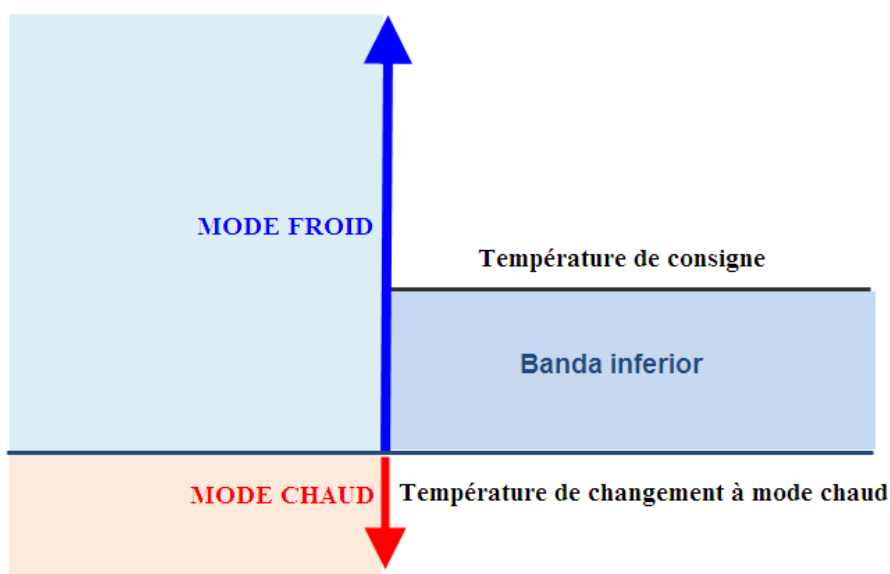 MODE FROID
Température de consigne
Banda inferior
MODE CHAUD
Température de changement à mode chaud